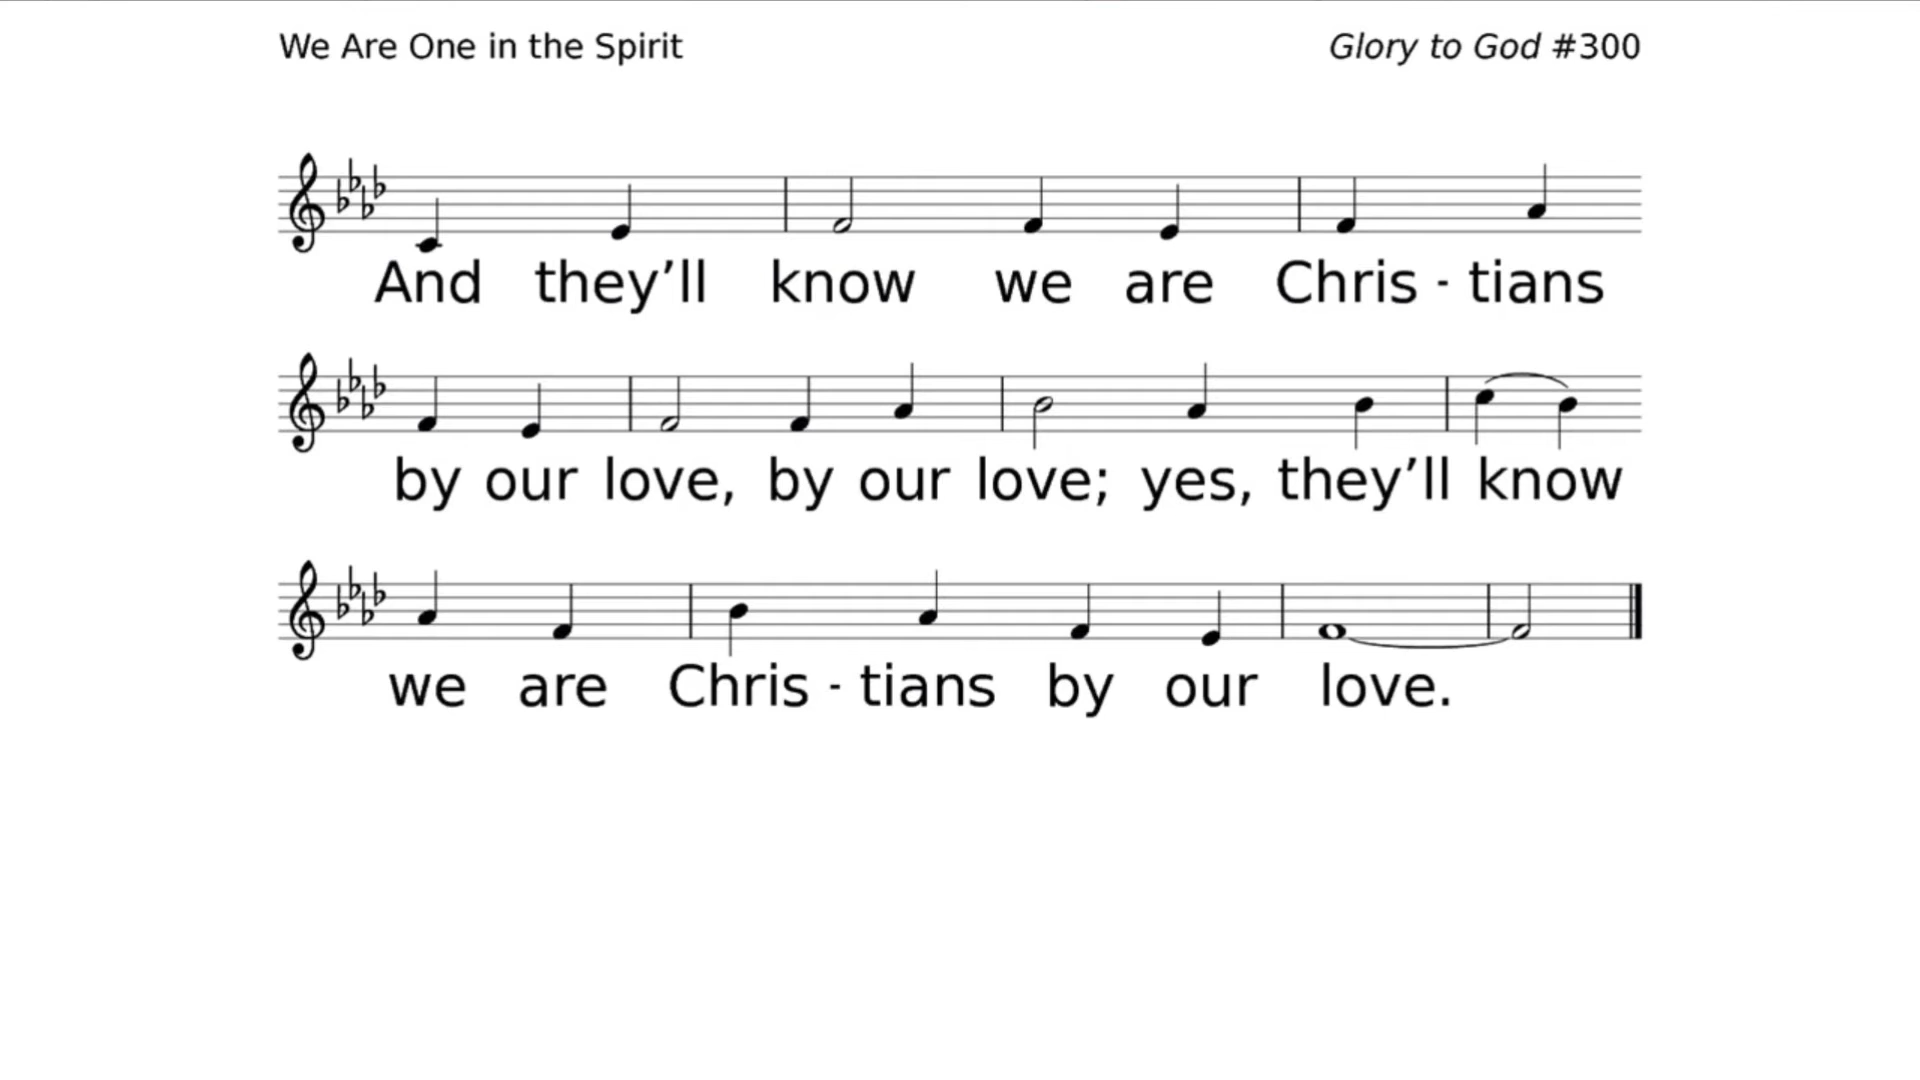 We Are One in the Spirit Glory to God #300
And they’ll know we are Chris - tians
by our love, by our love; yes, they’ll know
we are Chris - tians by our love.